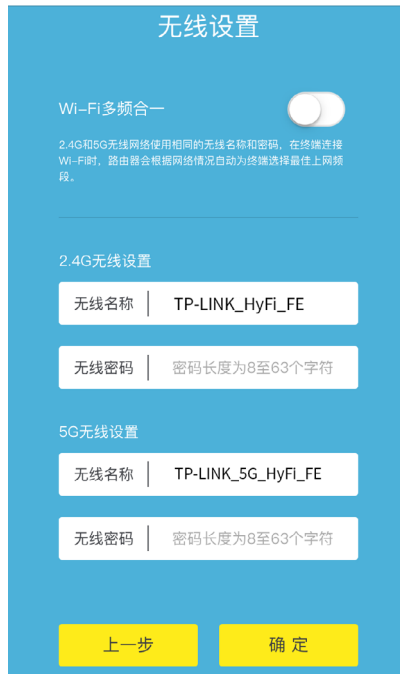 无线设置
Wi-Fi多频合一
2.4G和5G无线网络使用相同的无线名称和密码，在终端连接
Wi-Fi时，路由器会根据网络情况自动为终端选择最佳上网频
段。
2.4G无线设置
无线名称 TP-LINK_HyFi_FE
无线密码 密码长度为8至63个字符
5G无线设置
无线名称 TP-LINK_5G_HyFi_FE
无线密码 密码长度为8至63个字符
上一步 确 定